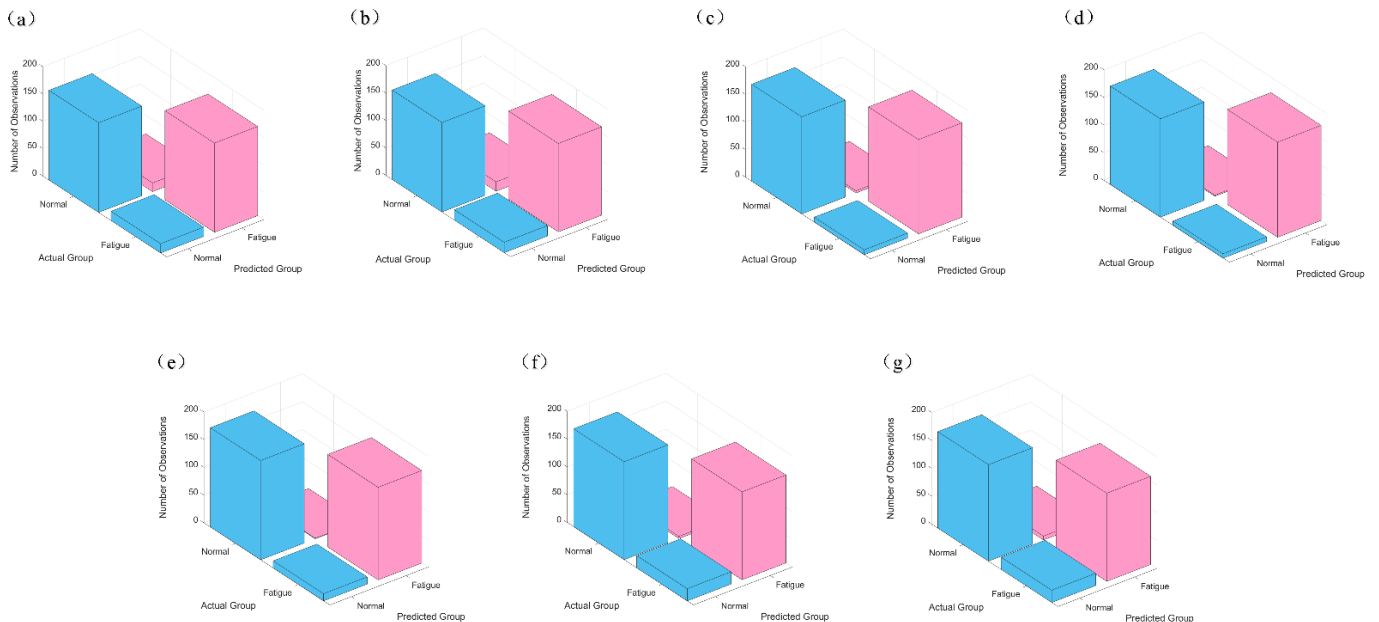 (a)
200
150
100
50
0
Number of Observations
Normal
Fatigue
Actual Group
Normal
Fatigue
Predicted Group
(b)
200
150
100
50
0
Number of Observations
Normal
Fatigue
Actual Group
Normal
Fatigue
Predicted Group
(c)
200
150
100
50
0
Number of Observations
Normal
Fatigue
Actual Group
Normal
Fatigue
Predicted Group
(d)
200
150
100
50
0
Number of Observations
Normal
Fatigue
Actual Group
Normal
Fatigue
Predicted Group
(e)
200
150
100
50
0
Number of Observations
Normal
Fatigue
Actual Group
Normal
Fatigue
Predicted Group
(f)
200
150
100
50
0
Number of Observations
Normal
Fatigue
Actual Group
Normal
Fatigue
Predicted Group
(g)
200
150
100
50
0
Number of Observations
Normal
Fatigue
Actual Group
Normal
Fatigue
Predicted Group